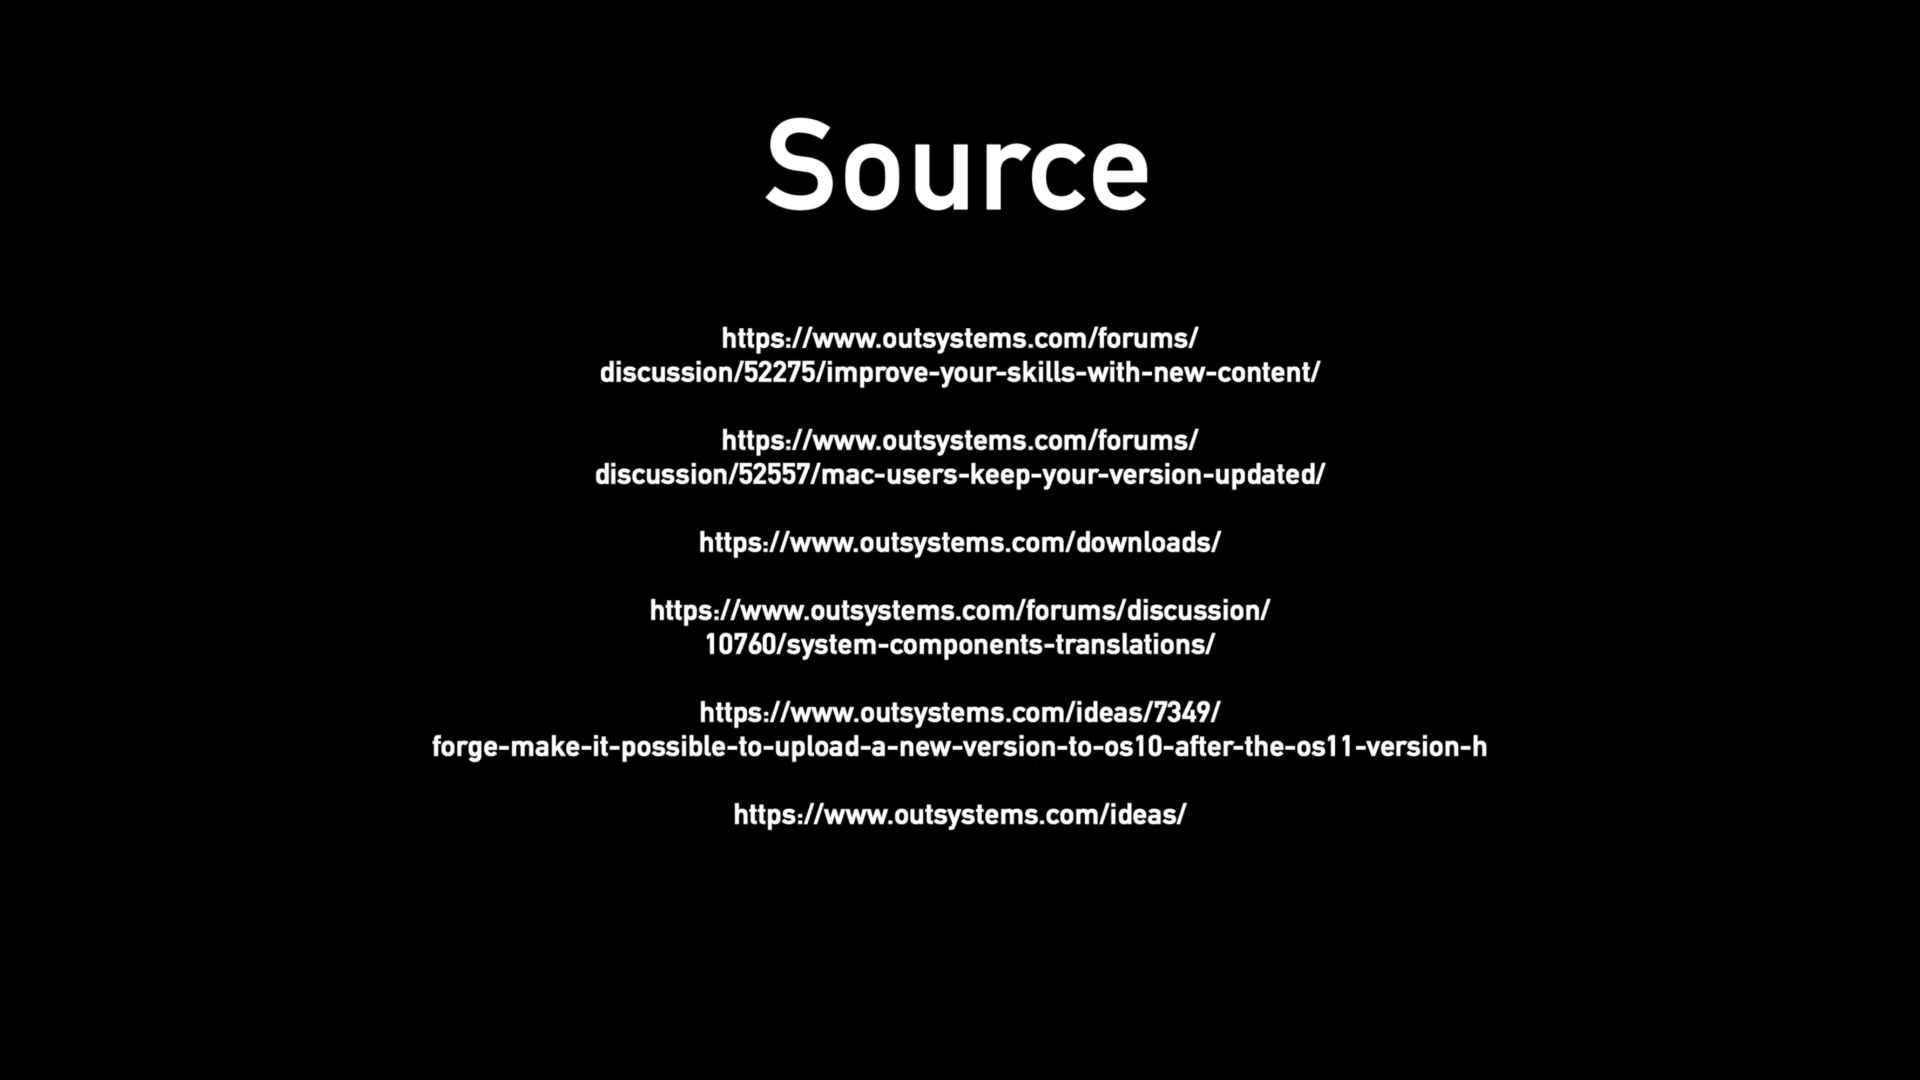 Source
https://www.outsystems.com/forums/
discussion/52275/improve-your-skills-with-new-content/
https://www.outsystems.com/forums/
discussion/52557/mac-users-keep-your-version-updated/
https://www.outsystems.com/downloads/
https://www.outsystems.com/forums/discussion/
10760/system-components-translations/
https://www.outsystems.com/ideas/7349/
forge-make-it-possible-to-upload-a-new-version-to-os10-after-the-os11-version-h
https://www.outsystems.com/ideas/